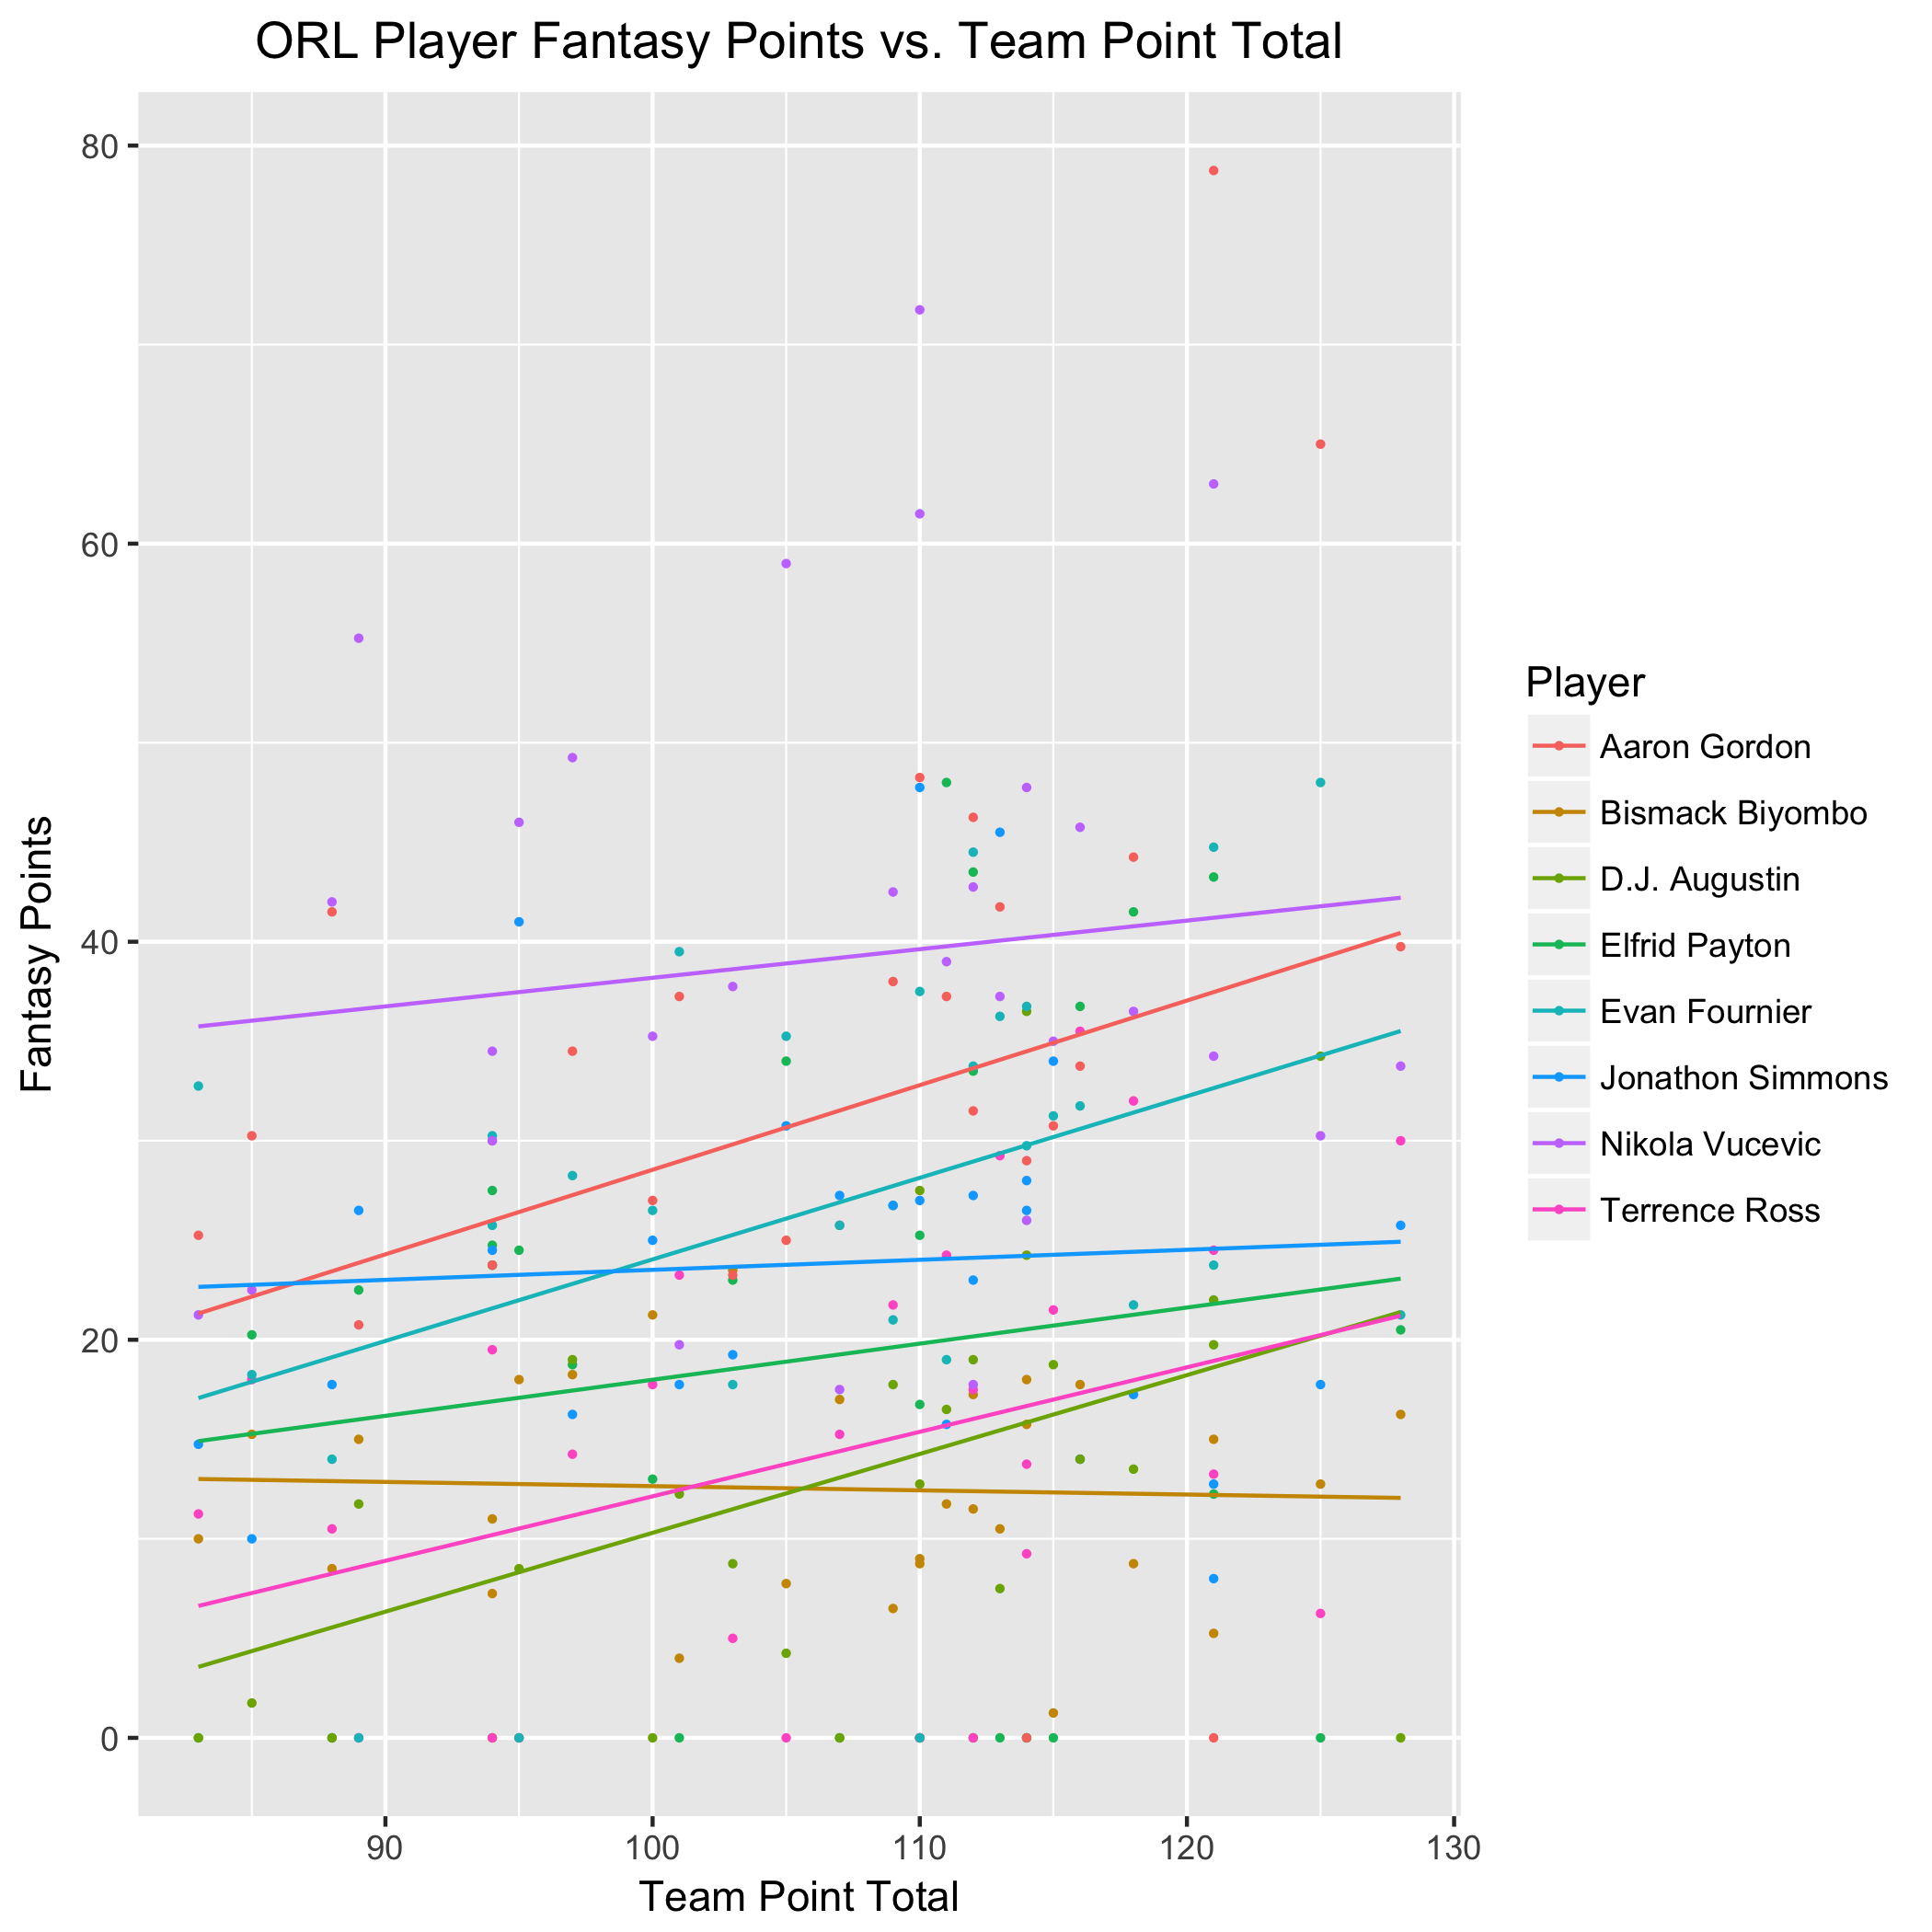 ORL Player Fantasy Points vs. Team Point Total
80
60
40
20
0
Fantasy Points
90
100
110
120
130
Team Point Total
Player
Aaron Gordon
Bismack Biyombo
D.J. Augustin
Elfrid Payton
Evan Fournier
Jonathon Simmons
Nikola Vucevic
Terrence Ross